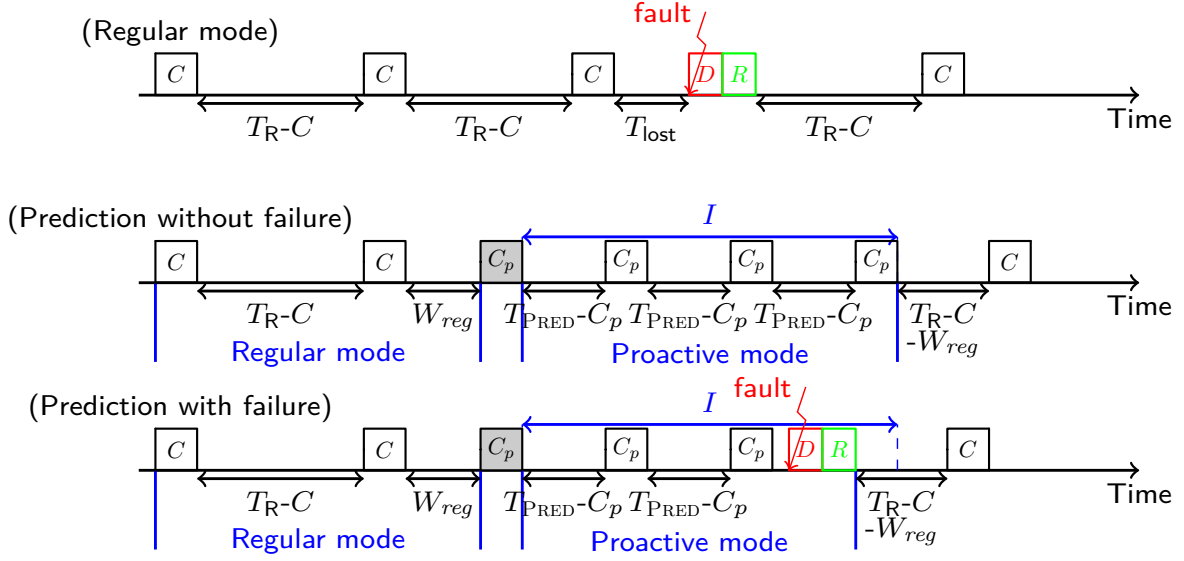 fault
(Regular mode)
C C C D R C
T_R-C T_R-C T_lost T_R-C
Time
(Prediction without failure)
I
C C C_p C_p C_p C_p C
T_R-C W_reg T_PRED-C_p T_PRED-C_p T_PRED-C_p T_R-C
Time
-W_reg
Regular mode Proactive mode
fault
(Prediction with failure)
I
C C C_p C_p C_p D R C
T_R-C W_reg T_PRED-C_p T_PRED-C_p T_R-C
Time
-W_reg
Regular mode Proactive mode